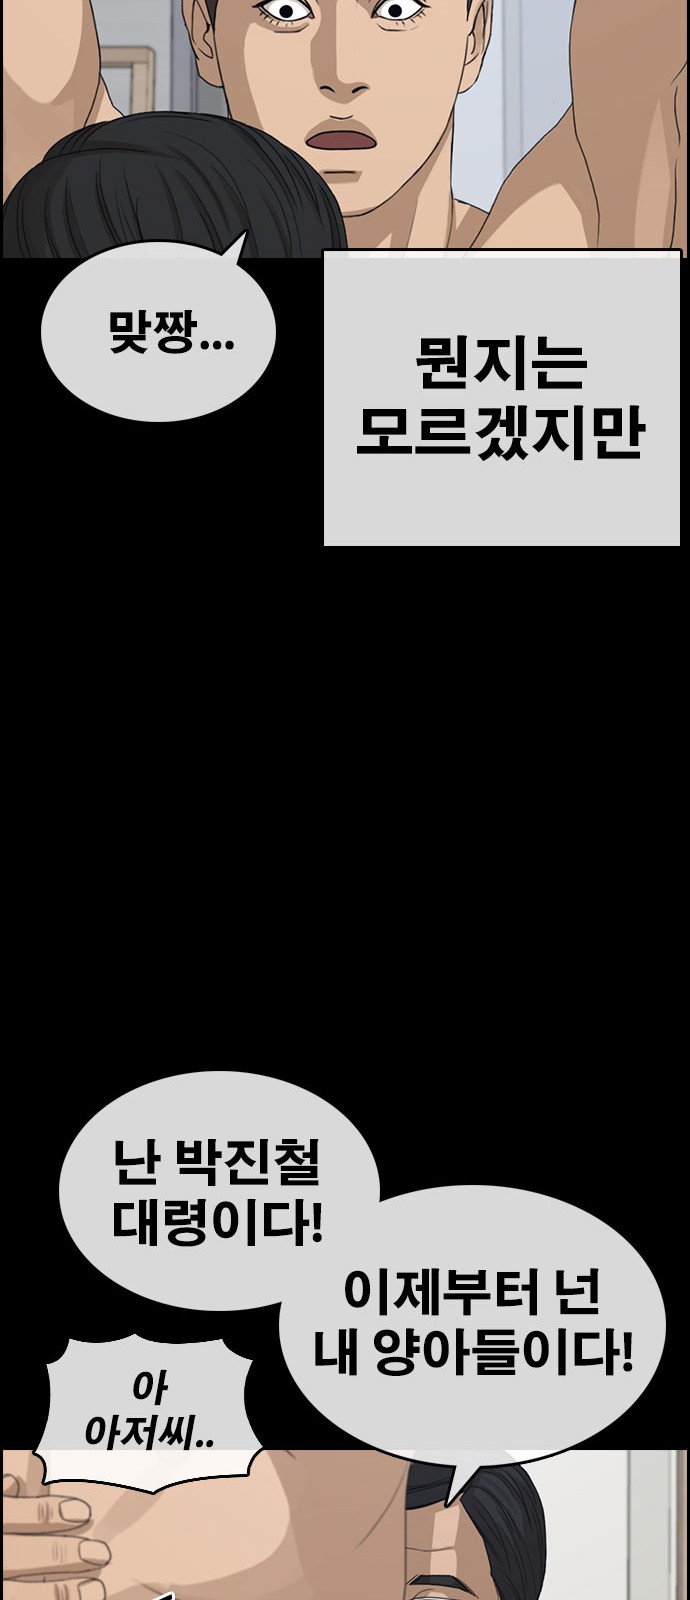 맞짱...
뭔지는
모르겠지만
난 박진철
대령이다!
이제부터 넌
내 양아들이다!
아
아저씨..